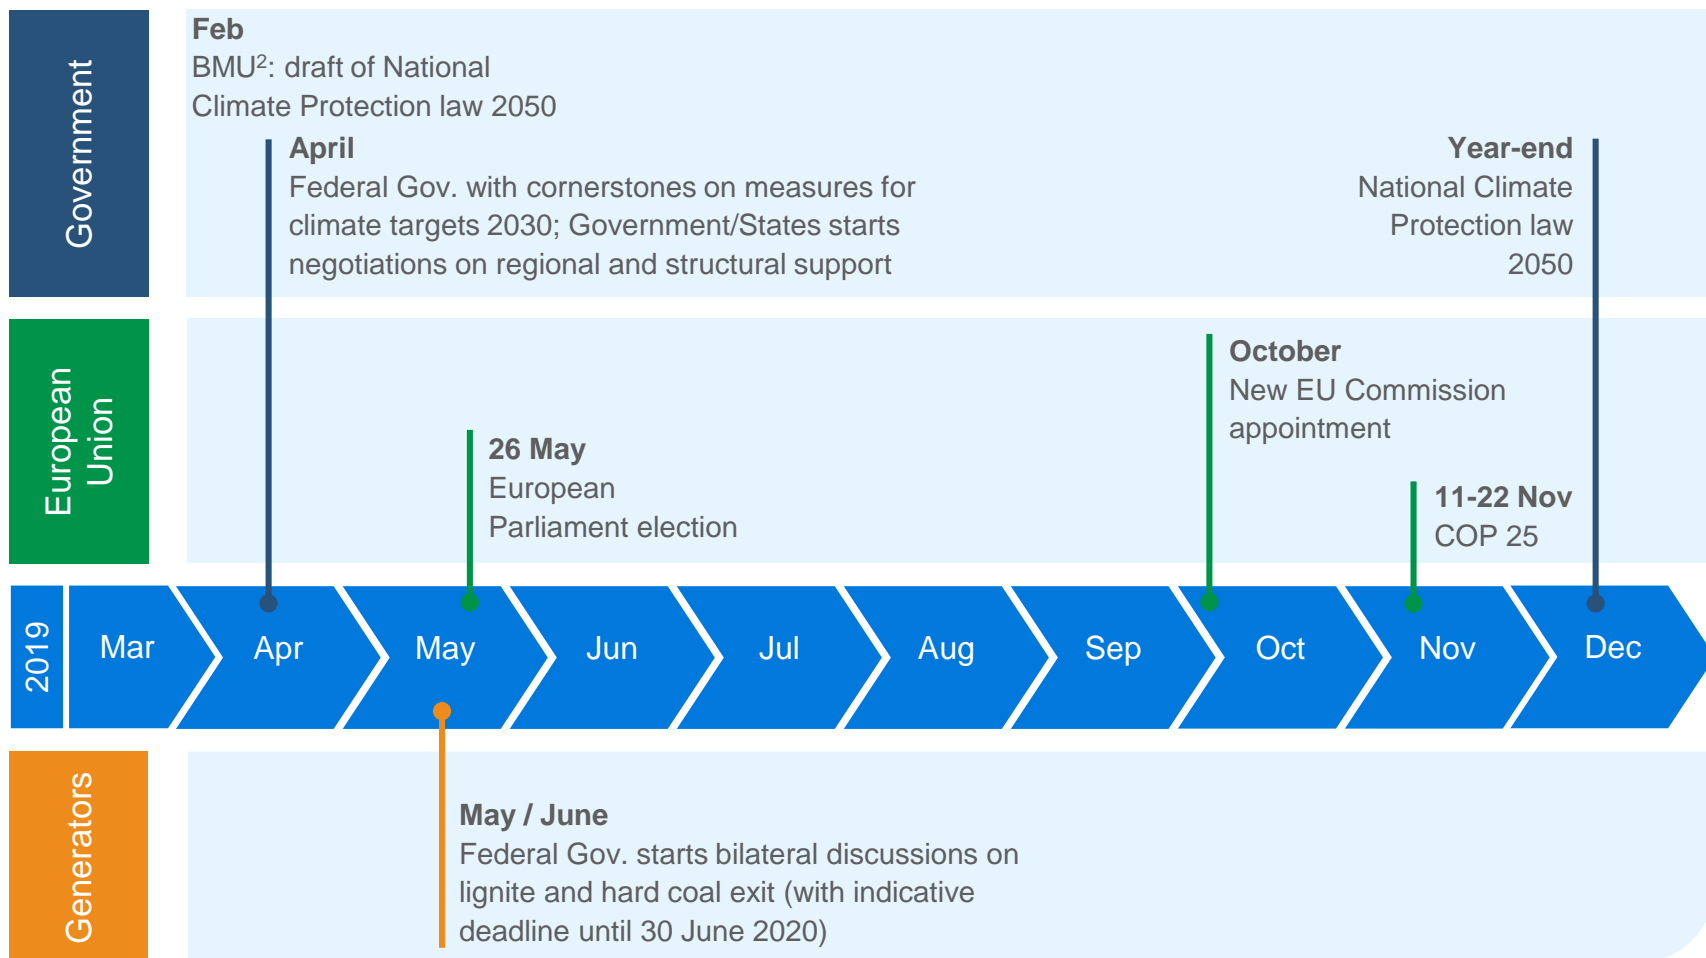 Government
Feb
BMU²: draft of National
Climate Protection law 2050
April
Federal Gov. with cornerstones on measures for
climate targets 2030; Government/States starts
negotiations on regional and structural support
Year-end
National Climate
Protection law
2050
European
Union
26 May
European
Parliament election
October
New EU Commission
appointment
11-22 Nov
COP 25
2019
Mar
Apr
May
Jun
Jul
Aug
Sep
Oct
Nov
Dec
Generators
May / June
Federal Gov. starts bilateral discussions on
lignite and hard coal exit (with indicative
deadline until 30 June 2020)